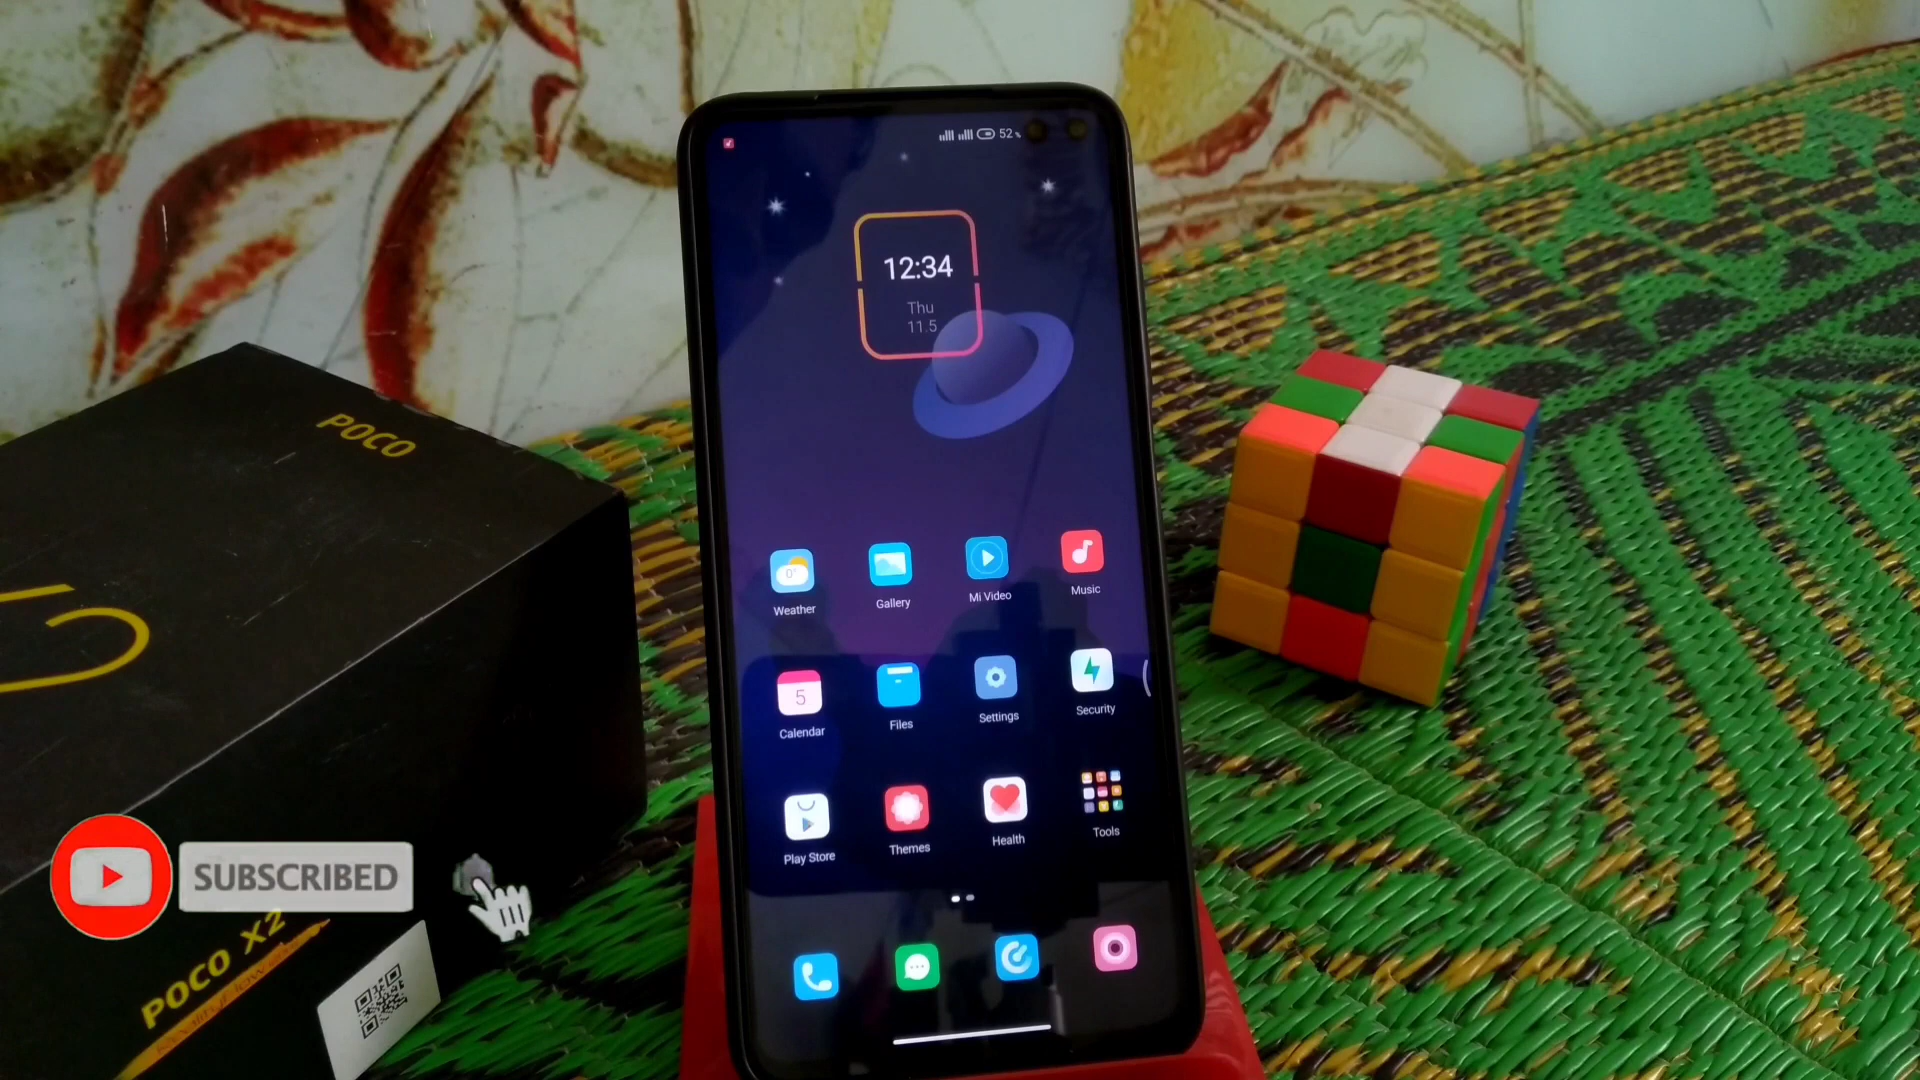 52%
12:34
Thu
11.5
POCO
Weather
Gallery
Mi Video
Music
0°
5
Calendar
Files
Settings
Security
Play Store
Themes
Health
Tools
SUBSCRIBED
POCO X2